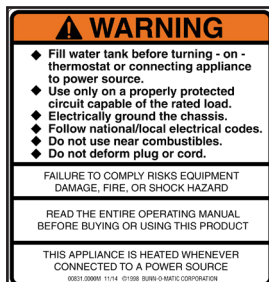 WARNING
◆ Fill water tank before turning - on -
thermostat or connecting appliance
to power source.
◆ Use only on a properly protected
circuit capable of the rated load.
◆ Electrically ground the chassis.
◆ Follow national/local electrical codes.
◆ Do not use near combustibles.
◆ Do not deform plug or cord.
FAILURE TO COMPLY RISKS EQUIPMENT
DAMAGE, FIRE, OR SHOCK HAZARD
READ THE ENTIRE OPERATING MANUAL
BEFORE BUYING OR USING THIS PRODUCT
THIS APPLIANCE IS HEATED WHENEVER
CONNECTED TO A POWER SOURCE
00831.0000M 11/14 ©1998 BUNN-O-MATIC CORPORATION